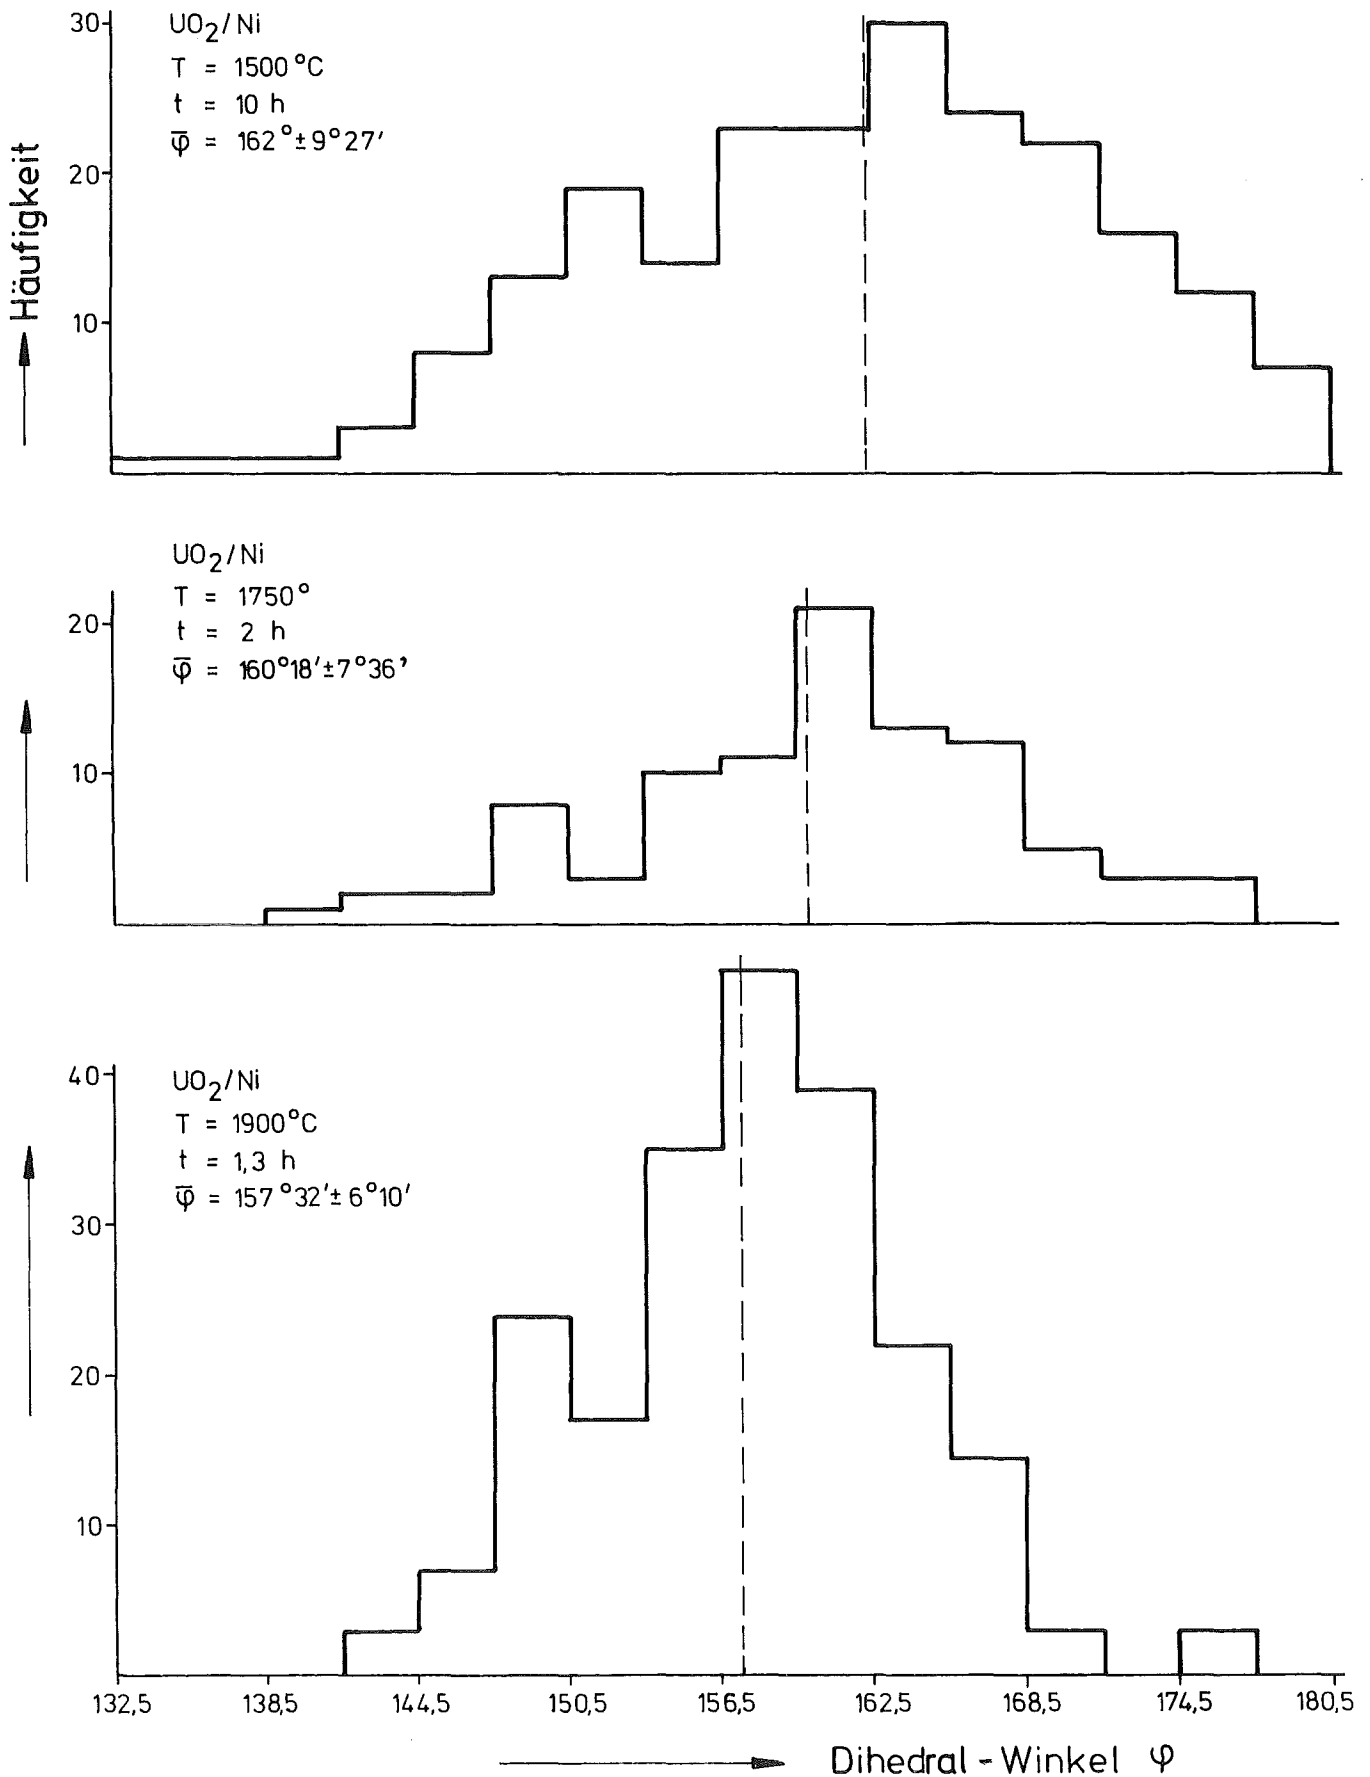 UO₂/Ni
T = 1500 °C
t = 10 h
φ̅ = 162° ± 9° 27′
Häufigkeit
30
20
10
UO₂/Ni
T = 1750°
t = 2 h
φ̅ = 160° 18′ ± 7° 36′
20
10
UO₂/Ni
T = 1900 °C
t = 1,3 h
φ̅ = 157° 32′ ± 6° 10′
40
30
20
10
132,5 138,5 144,5 150,5 156,5 162,5 168,5 174,5 180,5
Dihedral - Winkel φ